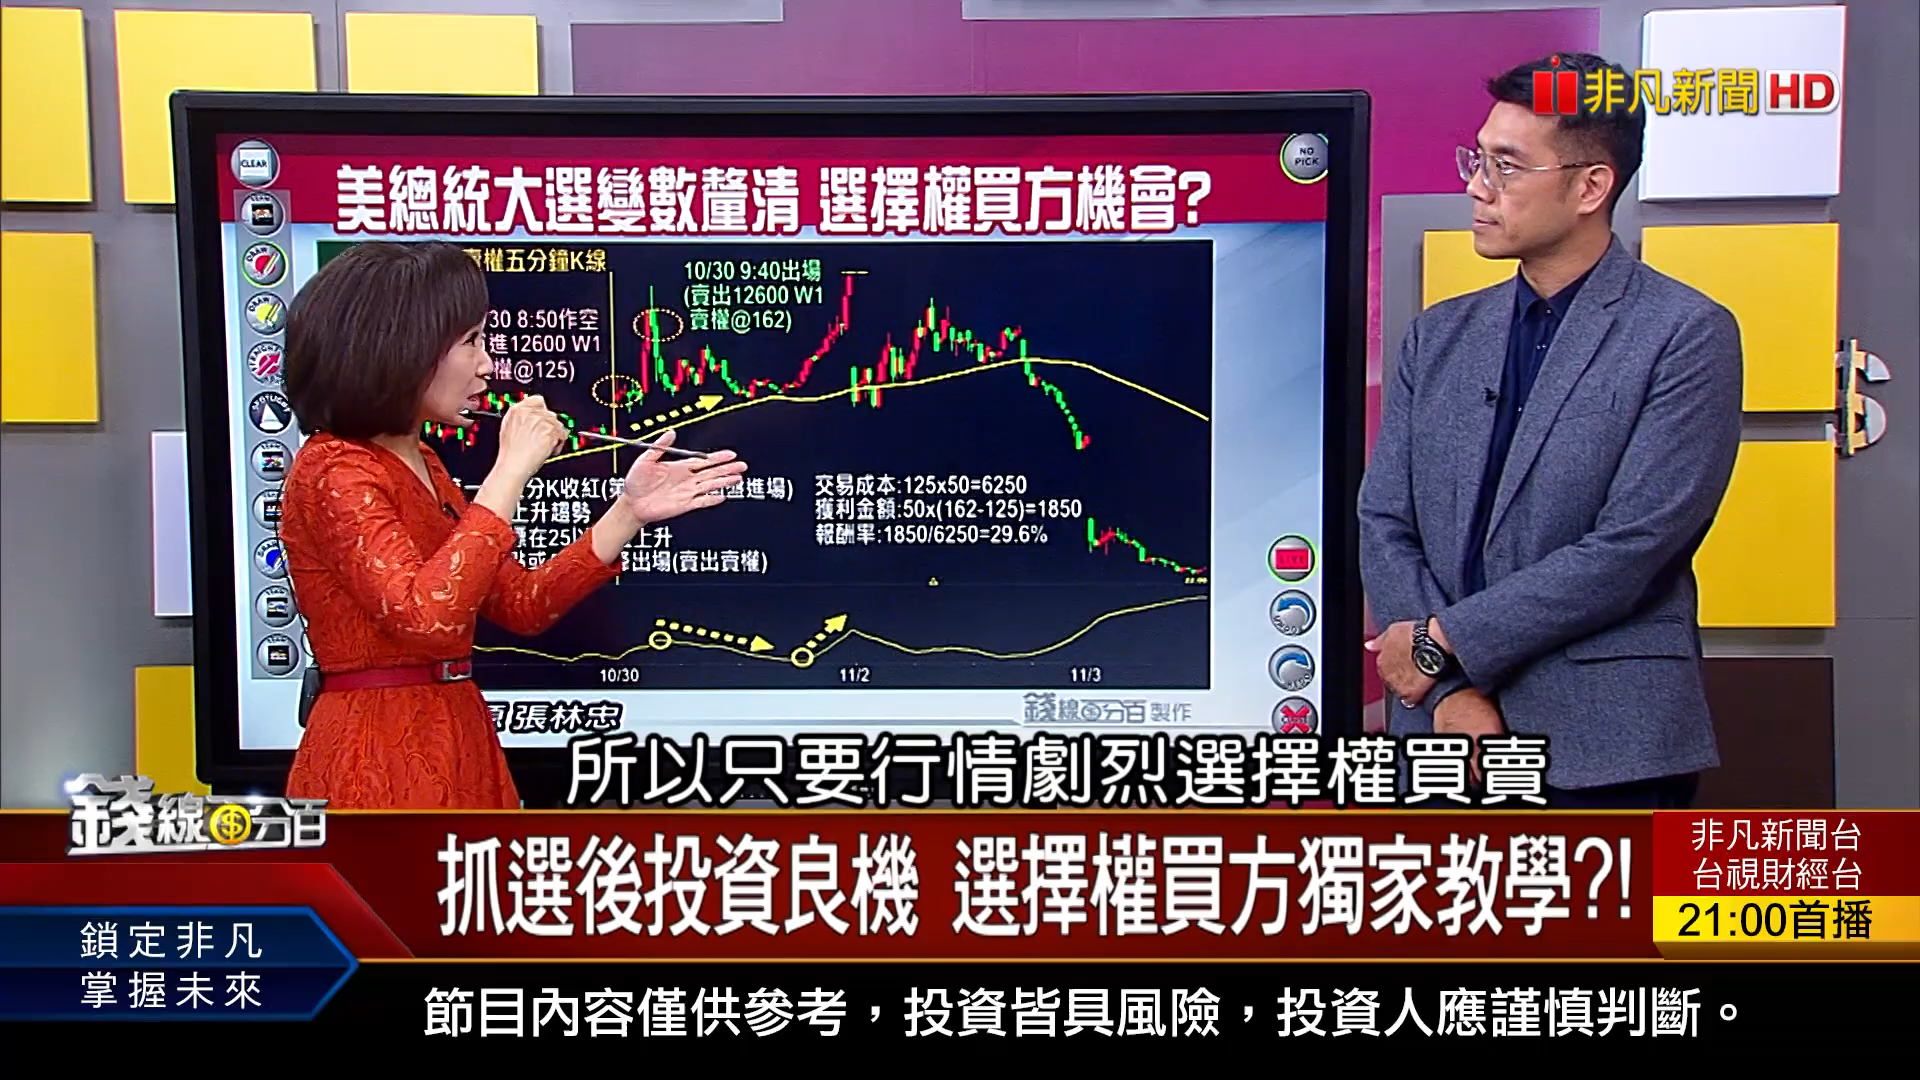 非凡新聞HD
CLEAR
NO PICK
美總統大選變數釐清 選擇權買方機會?
賣權五分鐘K線
10/30 9:40出場
(賣出12600 W1
賣權@162)
30 8:50作空
進12600 W1
權@125)
分K收紅
進場)
上升趨勢
上升
出場(賣出賣權)
交易成本:125x50=6250
獲利金額:50x(162-125)=1850
報酬率:1850/6250=29.6%
10/30
11/2
11/3
張林忠
錢線百分百 製作
所以只要行情劇烈選擇權買賣
錢線百分百
抓選後投資良機 選擇權買方獨家教學?!
非凡新聞台
台視財經台
21:00首播
鎖定非凡
掌握未來
節目內容僅供參考，投資皆具風險，投資人應謹慎判斷。